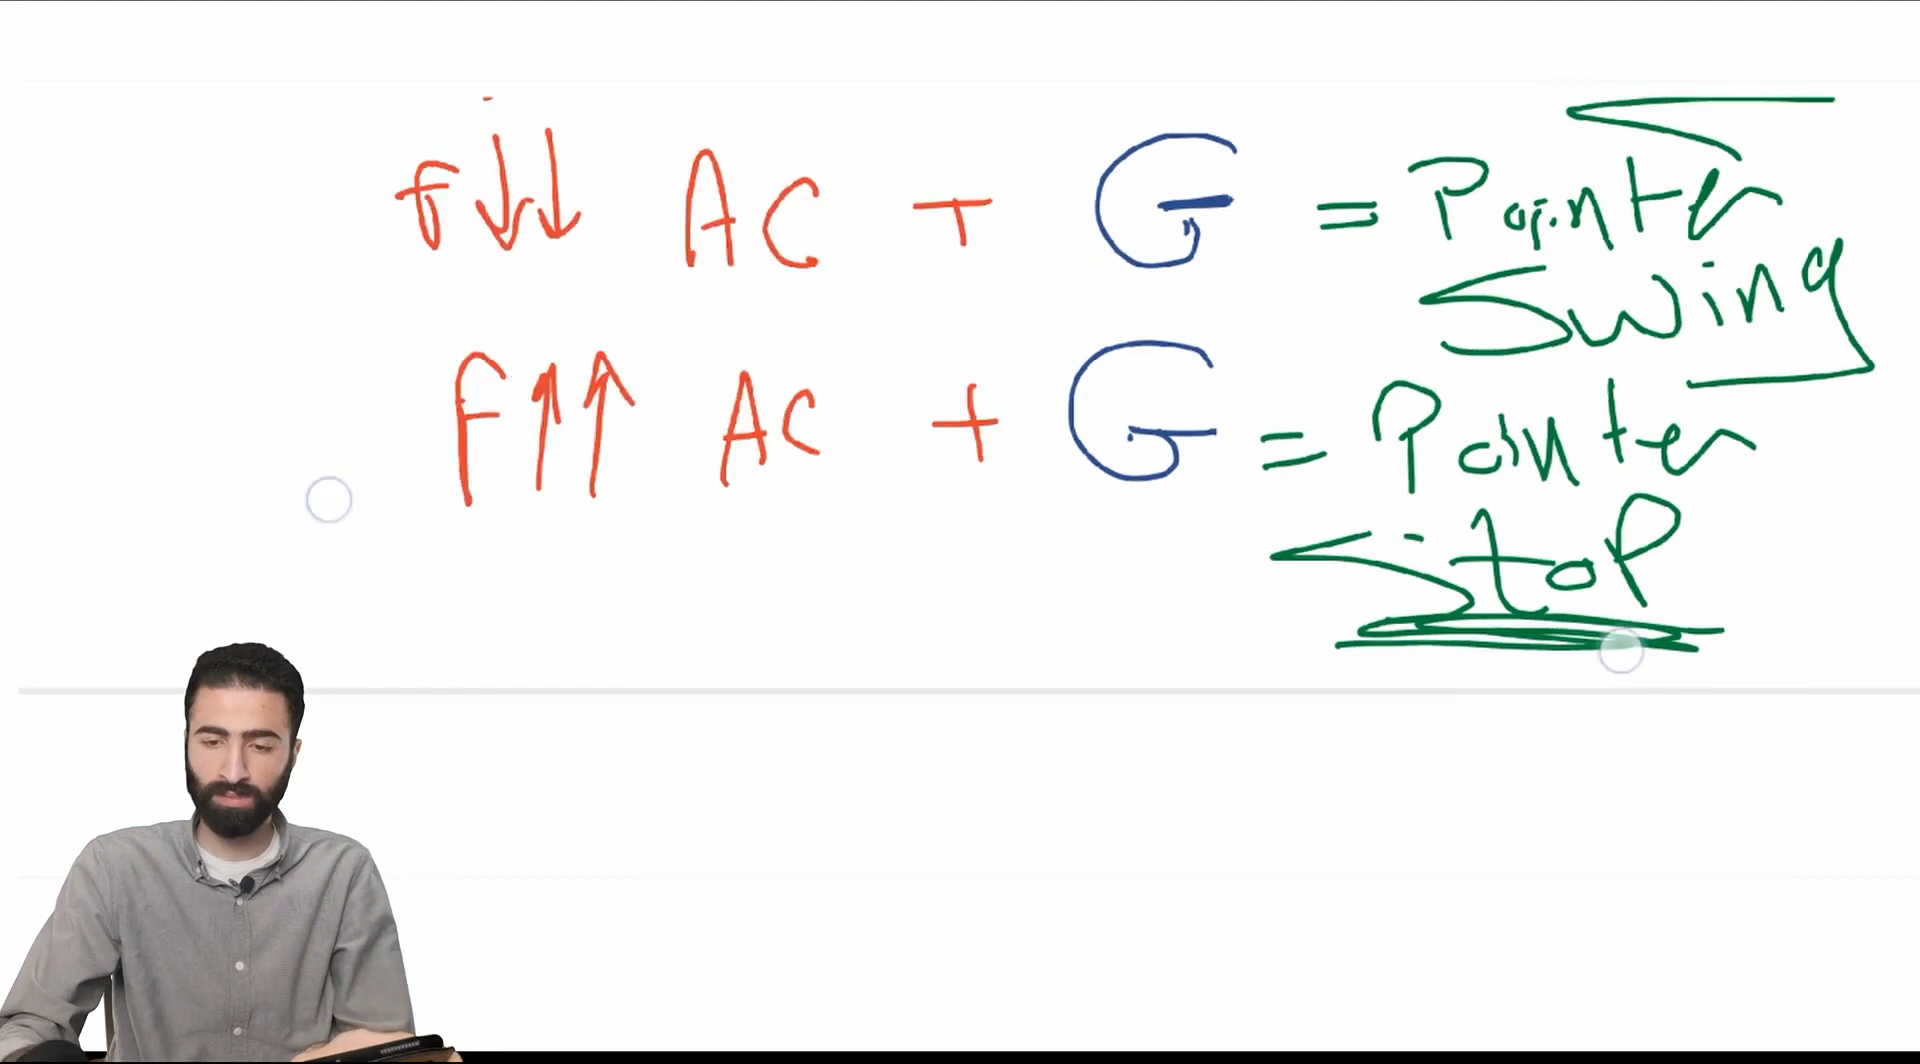 F↓↓ AC + G = Pointer
Swing
F↑↑ AC + G = Pointer
StoP